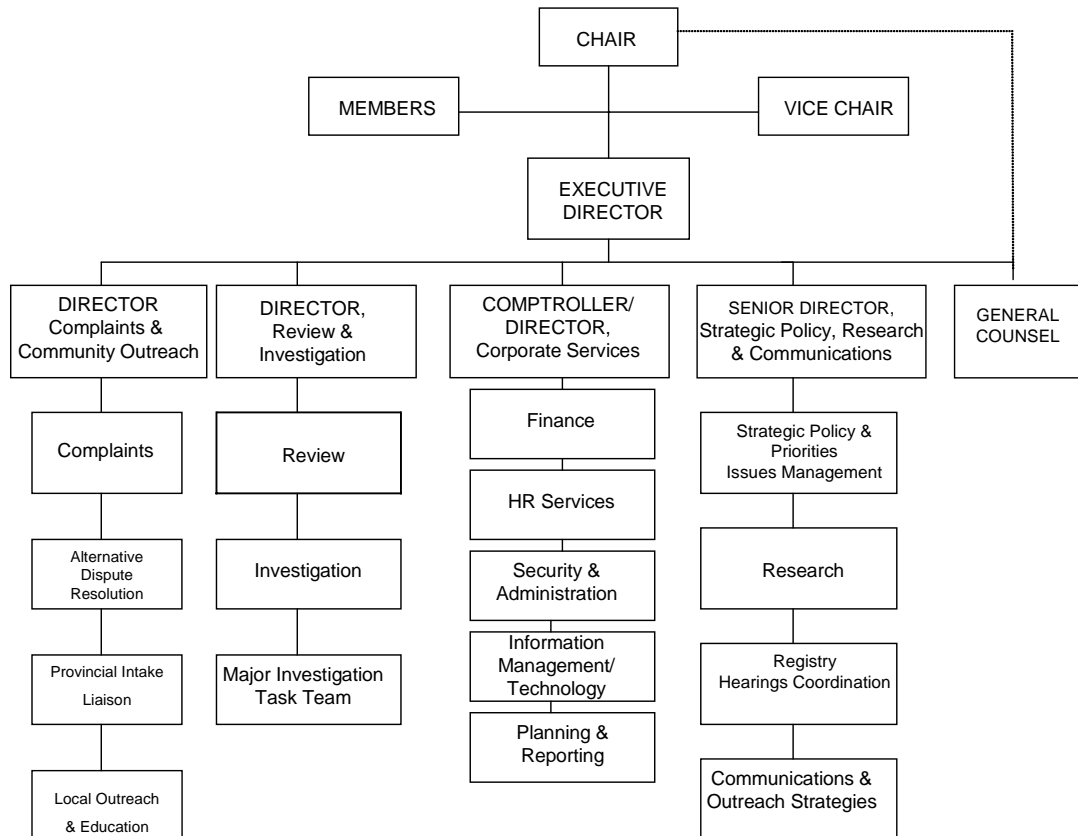 CHAIR
MEMBERS
VICE CHAIR
EXECUTIVE
DIRECTOR
DIRECTOR
Complaints &
Community Outreach
DIRECTOR,
Review &
Investigation
COMPTROLLER/
DIRECTOR,
Corporate Services
SENIOR DIRECTOR,
Strategic Policy, Research
& Communications
GENERAL
COUNSEL
Complaints
Alternative
Dispute
Resolution
Provincial Intake
Liaison
Local Outreach
& Education
Review
Investigation
Major Investigation
Task Team
Finance
HR Services
Security &
Administration
Information
Management/
Technology
Planning &
Reporting
Strategic Policy &
Priorities
Issues Management
Research
Registry
Hearings Coordination
Communications &
Outreach Strategies